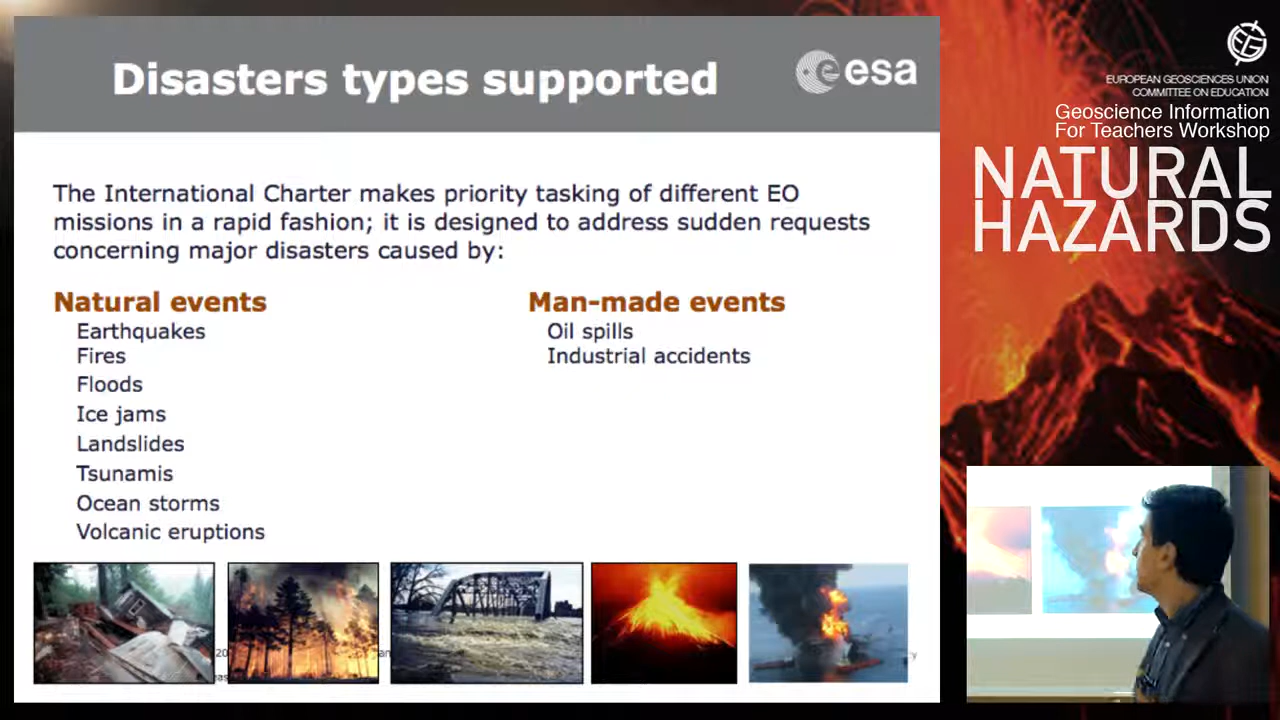 Disasters types supported
esa
The International Charter makes priority tasking of different EO
missions in a rapid fashion; it is designed to address sudden requests
concerning major disasters caused by:
Natural events
Earthquakes
Fires
Floods
Ice jams
Landslides
Tsunamis
Ocean storms
Volcanic eruptions
Man-made events
Oil spills
Industrial accidents
EUROPEAN GEOSCIENCES UNION
COMMITTEE ON EDUCATION
Geoscience Information
For Teachers Workshop
NATURAL
HAZARDS